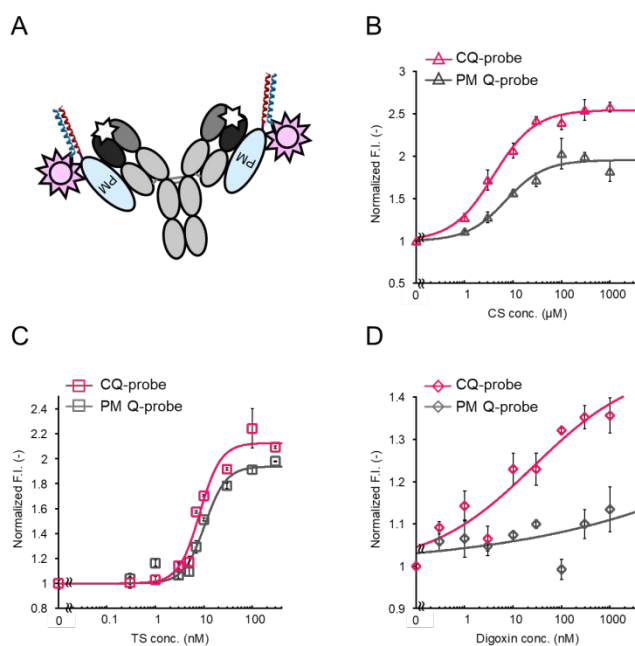 A
PM
PM
B
CQ-probe
PM Q-probe
Normalized F.I. (-)
3
2.5
2
1.5
1
0.5
0
1
10
100
1000
CS conc. (µM)
C
CQ-probe
PM Q-probe
Normalized F.I. (-)
2.4
2.2
2
1.8
1.6
1.4
1.2
1
0.8
0
0.1
1
10
100
TS conc. (nM)
D
CQ-probe
PM Q-probe
Normalized F.I. (-)
1.4
1.3
1.2
1.1
1
0.9
0
1
10
100
1000
Digoxin conc. (nM)